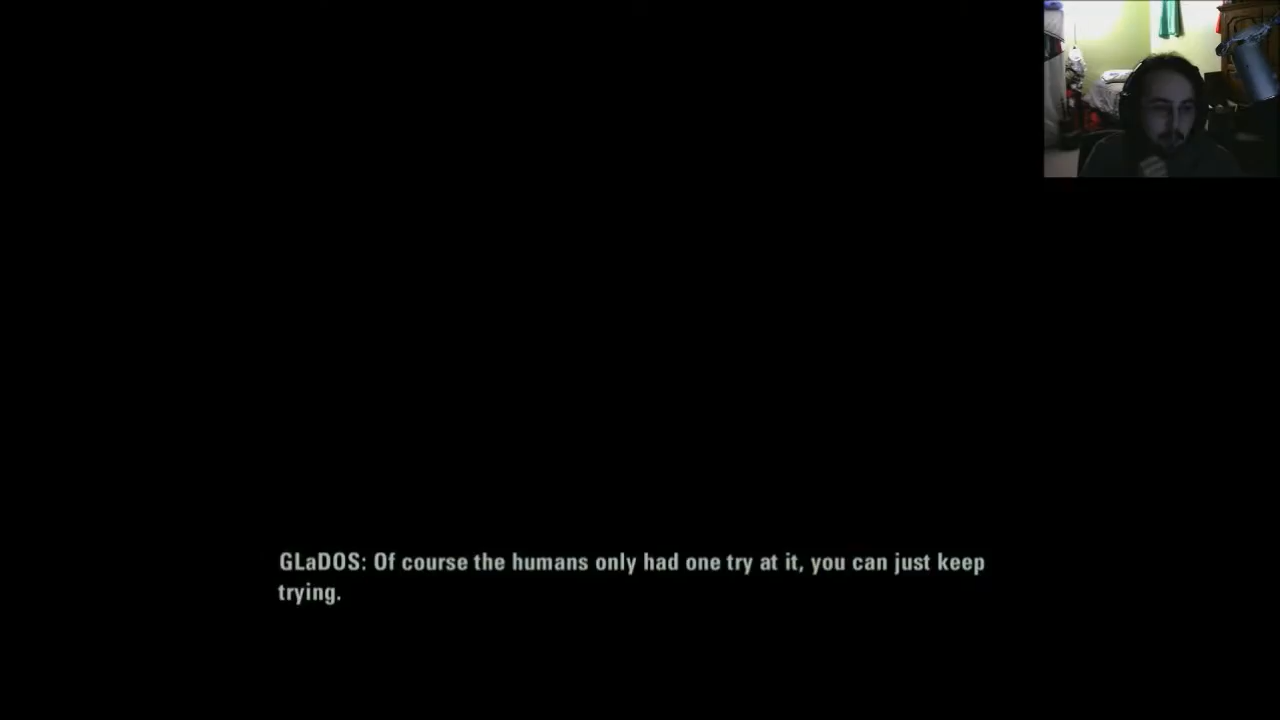 GLaDOS: Of course the humans only had one try at it, you can just keep
trying.